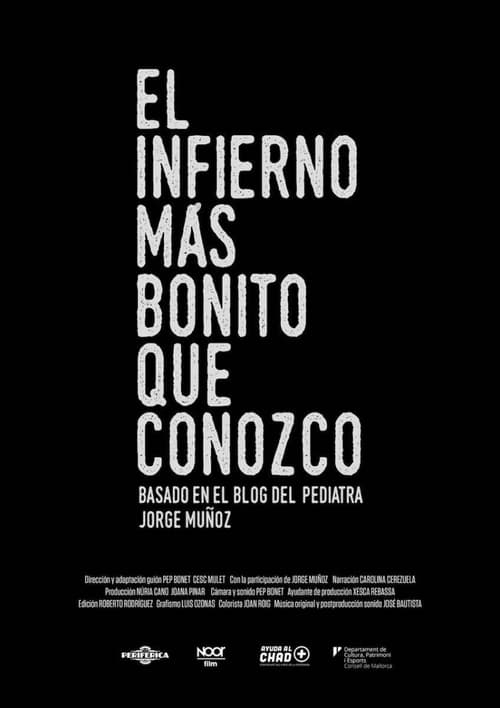 EL
INFIERNO
MÁS
BONITO
QUE
CONOZCO
BASADO EN EL BLOG DEL PEDIATRA
JORGE MUÑOZ
Dirección y adaptación guión PEP BONET CESC MULET Con la participación de JORGE MUÑOZ Narración CAROLINA CEREZUELA
Producción NÚRIA CANO JOANA PINAR Cámara y sonido PEP BONET Ayudante de producción XESCA REBASSA
Edición ROBERTO RODRÍGUEZ Grafismo LUIS OZONAS Colorista JOAN ROIG Música original y postproducción sonido JOSÉ BAUTISTA
PERIFERICA
NOOR
film
AYUDA AL
CHAD
Departament de
Cultura, Patrimoni
i Esports
Consell de Mallorca